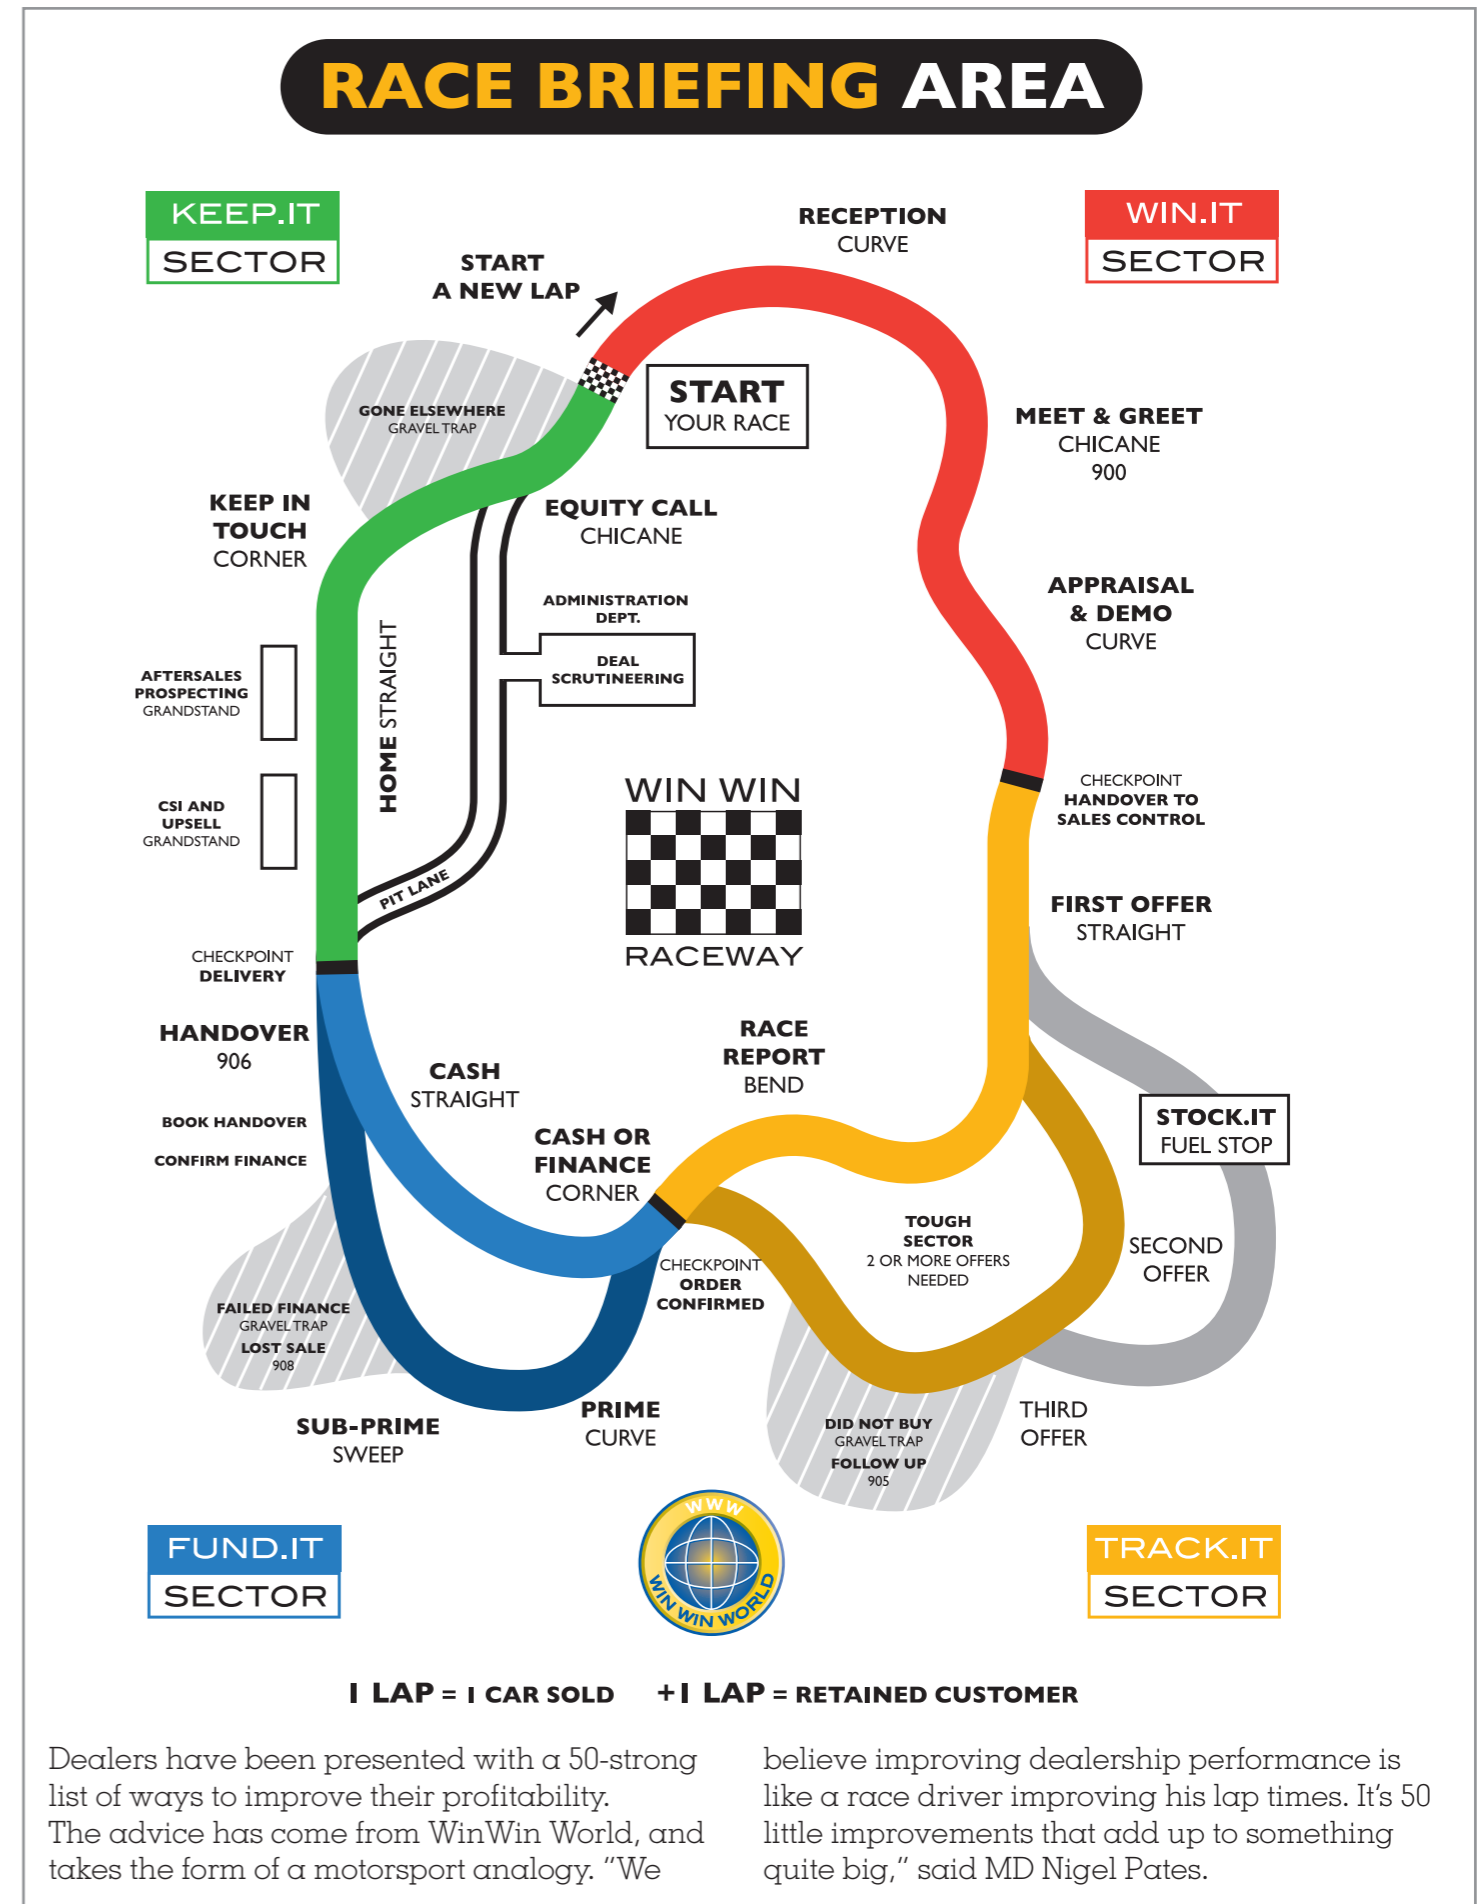 RACE BRIEFING AREA
KEEP.IT
SECTOR
WIN.IT
SECTOR
RECEPTION
CURVE
START
A NEW LAP
START
YOUR RACE
GONE ELSEWHERE
GRAVEL TRAP
MEET & GREET
CHICANE
900
KEEP IN
TOUCH
CORNER
EQUITY CALL
CHICANE
APPRAISAL
& DEMO
CURVE
ADMINISTRATION
DEPT.
DEAL
SCRUTINEERING
HOME STRAIGHT
AFTERSALES
PROSPECTING
GRANDSTAND
CSI AND
UPSELL
GRANDSTAND
WIN WIN
RACEWAY
CHECKPOINT
HANDOVER TO
SALES CONTROL
PIT LANE
FIRST OFFER
STRAIGHT
CHECKPOINT
DELIVERY
HANDOVER
906
CASH
STRAIGHT
RACE
REPORT
BEND
BOOK HANDOVER
CONFIRM FINANCE
CASH OR
FINANCE
CORNER
STOCK.IT
FUEL STOP
TOUGH
SECTOR
2 OR MORE OFFERS
NEEDED
SECOND
OFFER
CHECKPOINT
ORDER
CONFIRMED
FAILED FINANCE
GRAVEL TRAP
LOST SALE
908
SUB-PRIME
SWEEP
PRIME
CURVE
DID NOT BUY
GRAVEL TRAP
FOLLOW UP
905
THIRD
OFFER
FUND.IT
SECTOR
WWW
WIN WIN WORLD
TRACK.IT
SECTOR
1 LAP = 1 CAR SOLD +1 LAP = RETAINED CUSTOMER
Dealers have been presented with a 50-strong
list of ways to improve their profitability.
The advice has come from WinWin World, and
takes the form of a motorsport analogy. "We
believe improving dealership performance is
like a race driver improving his lap times. It's 50
little improvements that add up to something
quite big," said MD Nigel Pates.